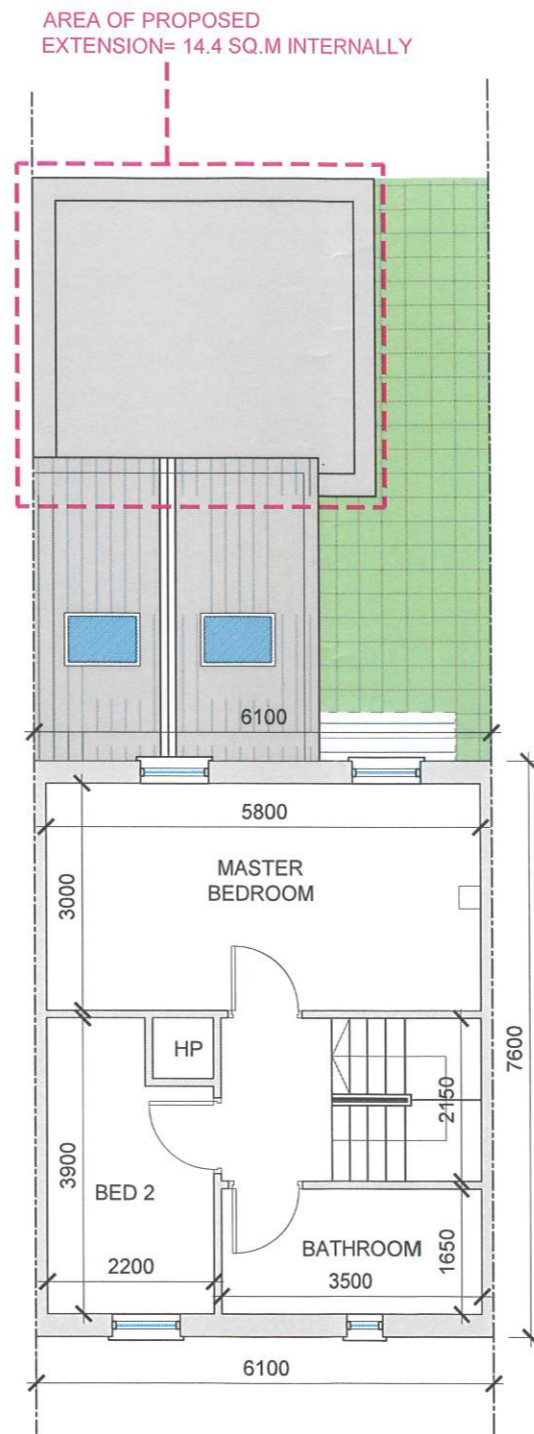 AREA OF PROPOSED
EXTENSION= 14.4 SQ.M INTERNALLY
6100
5800
MASTER
BEDROOM
3000
HP
7600
2150
3900
BED 2
BATHROOM
1650
2200
3500
6100